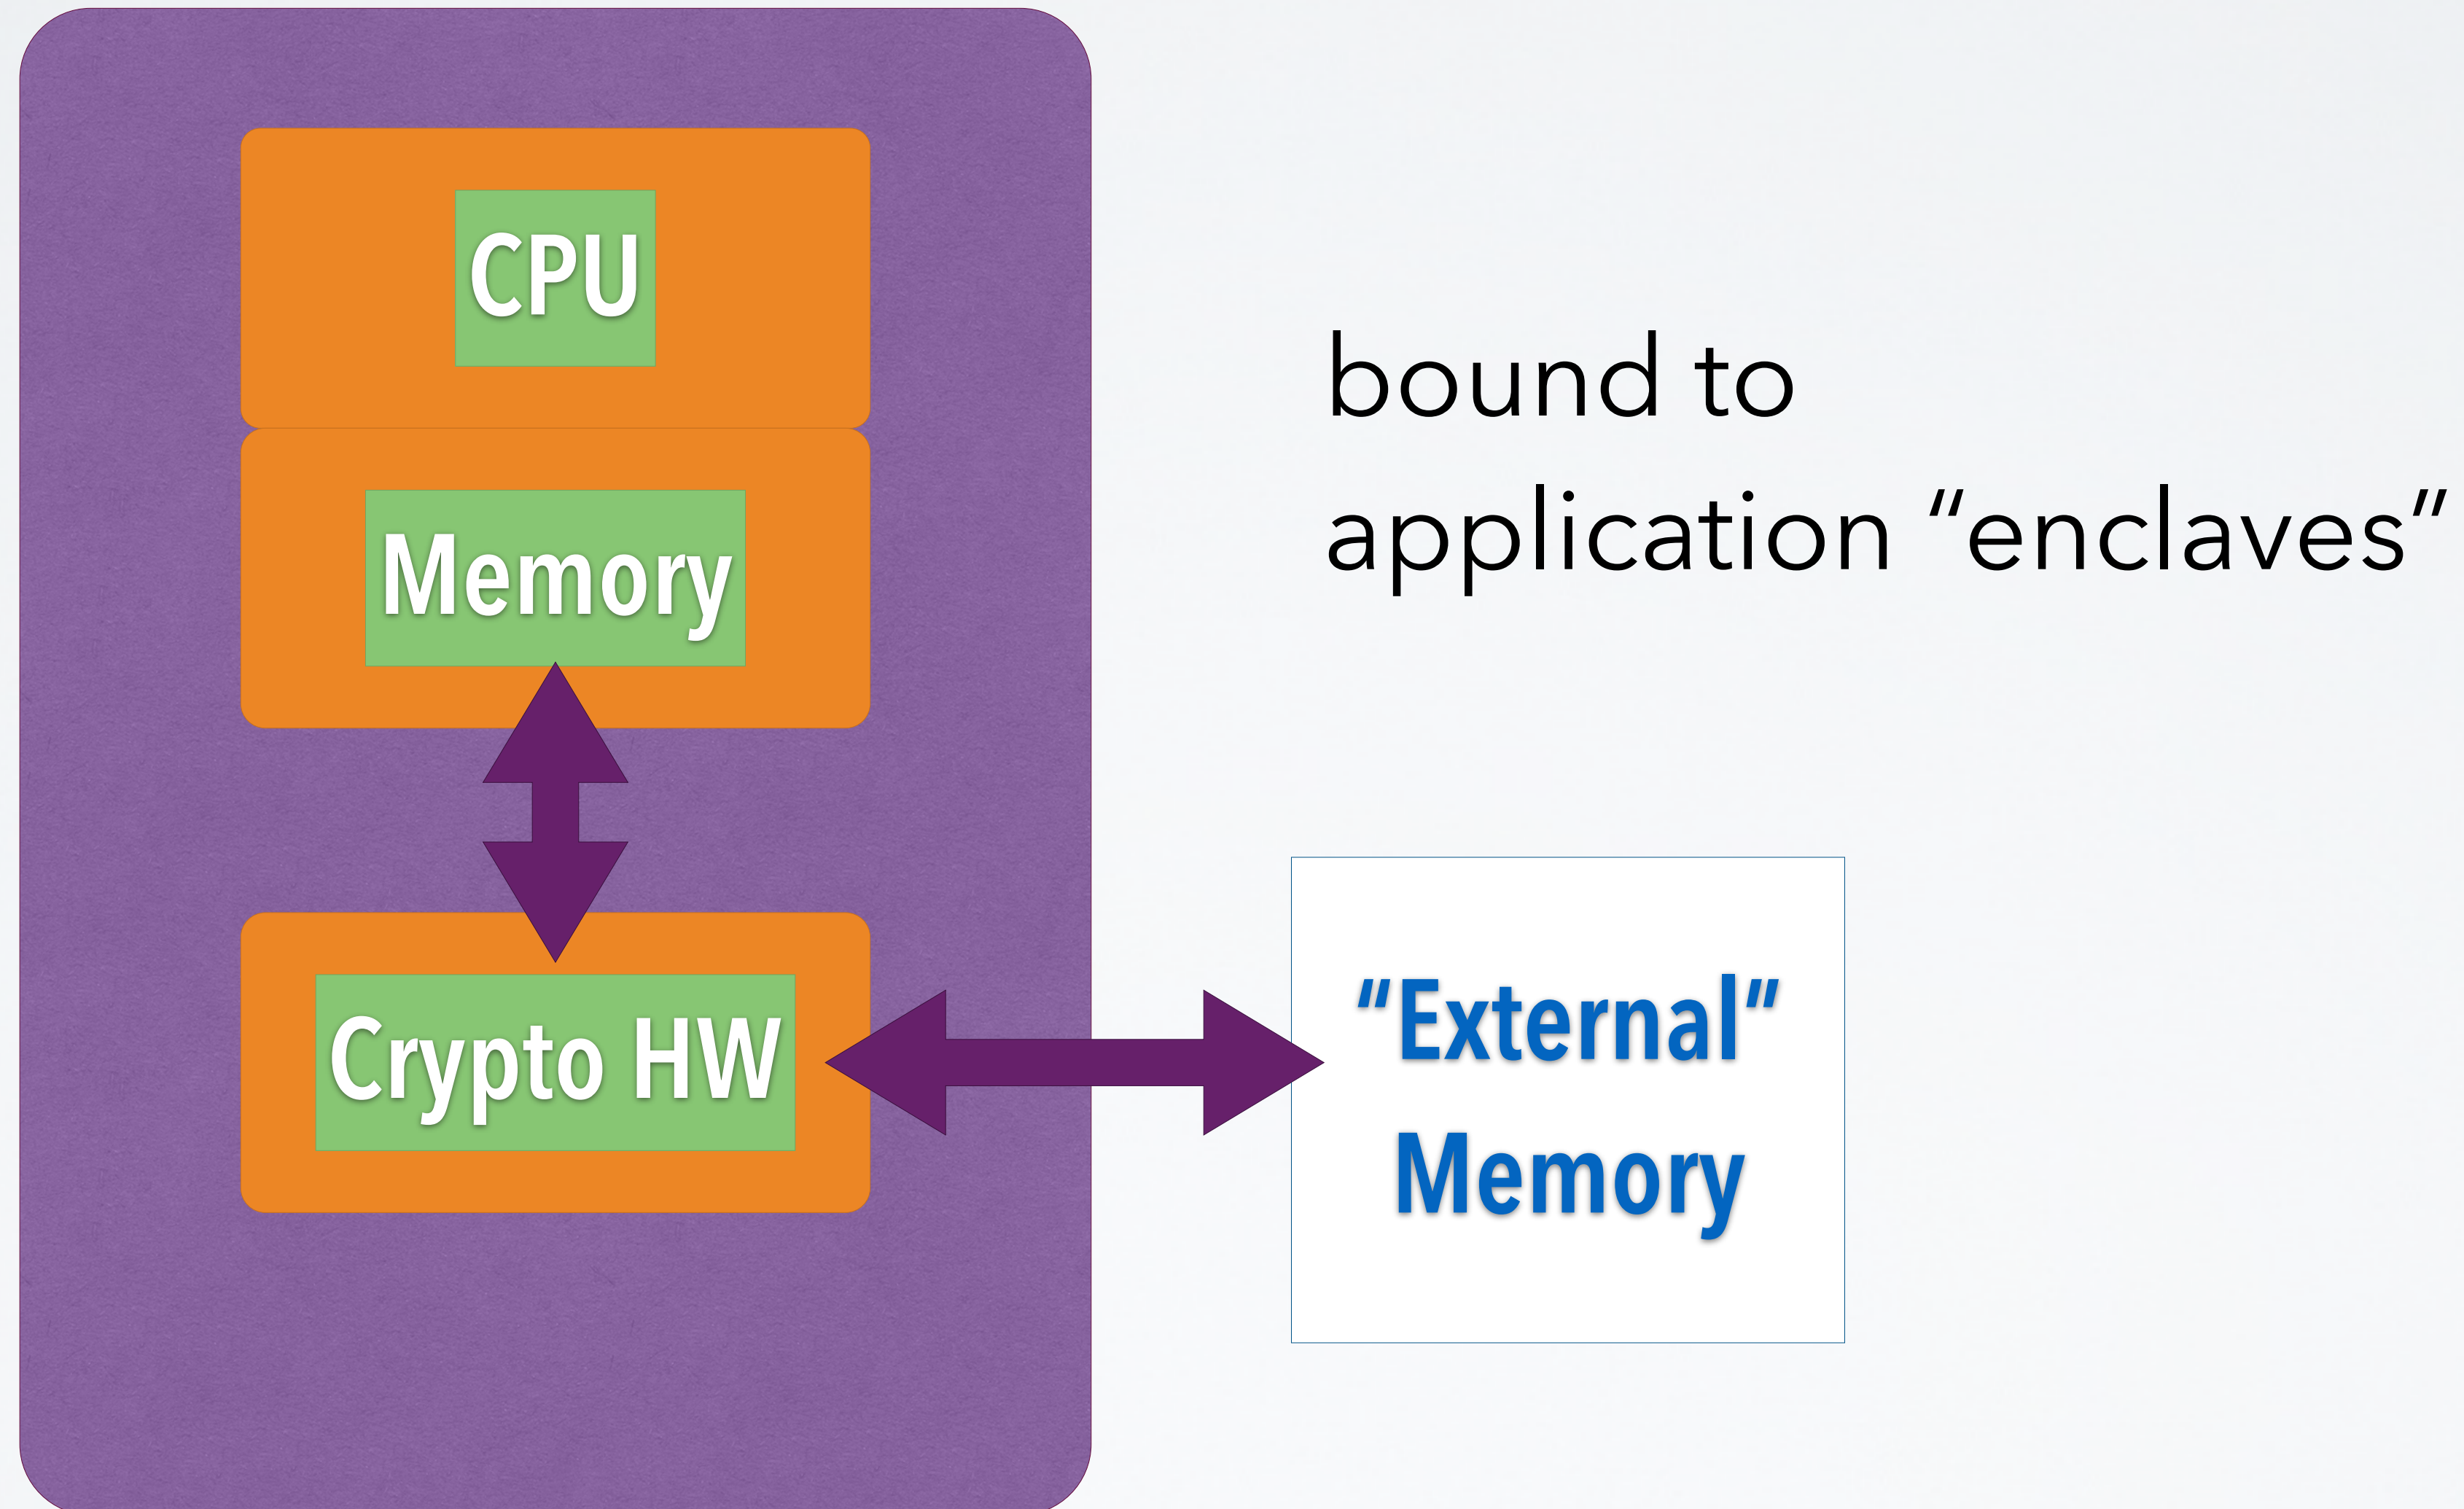 CPU
Memory
Crypto HW
bound to
application “enclaves”
“External”
Memory